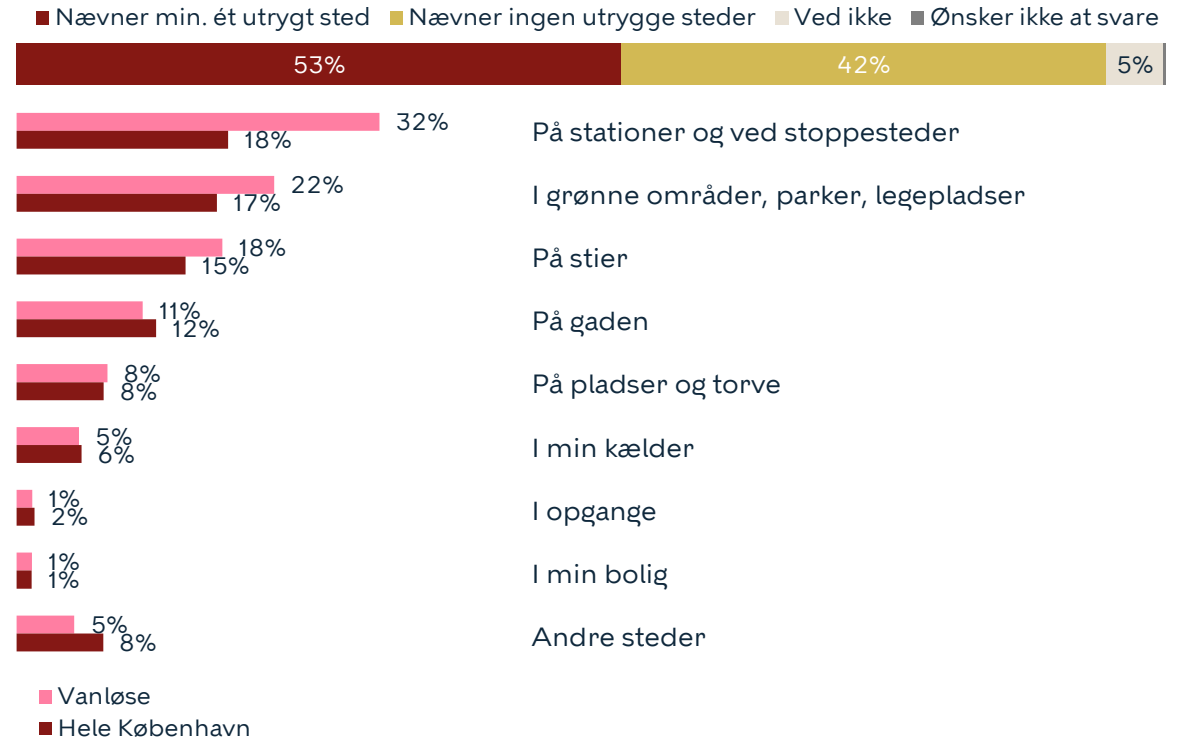 Nævner min. ét utrygt sted Nævner ingen utrygge steder Ved ikke Ønsker ikke at svare
53% 42% 5%
32%
18% På stationer og ved stoppesteder
22%
17% I grønne områder, parker, legepladser
18%
15% På stier
11%
12% På gaden
8%
8% På pladser og torve
5%
6% I min kælder
1%
2% I opgange
1%
1% I min bolig
5%
8% Andre steder
Vanløse
Hele København